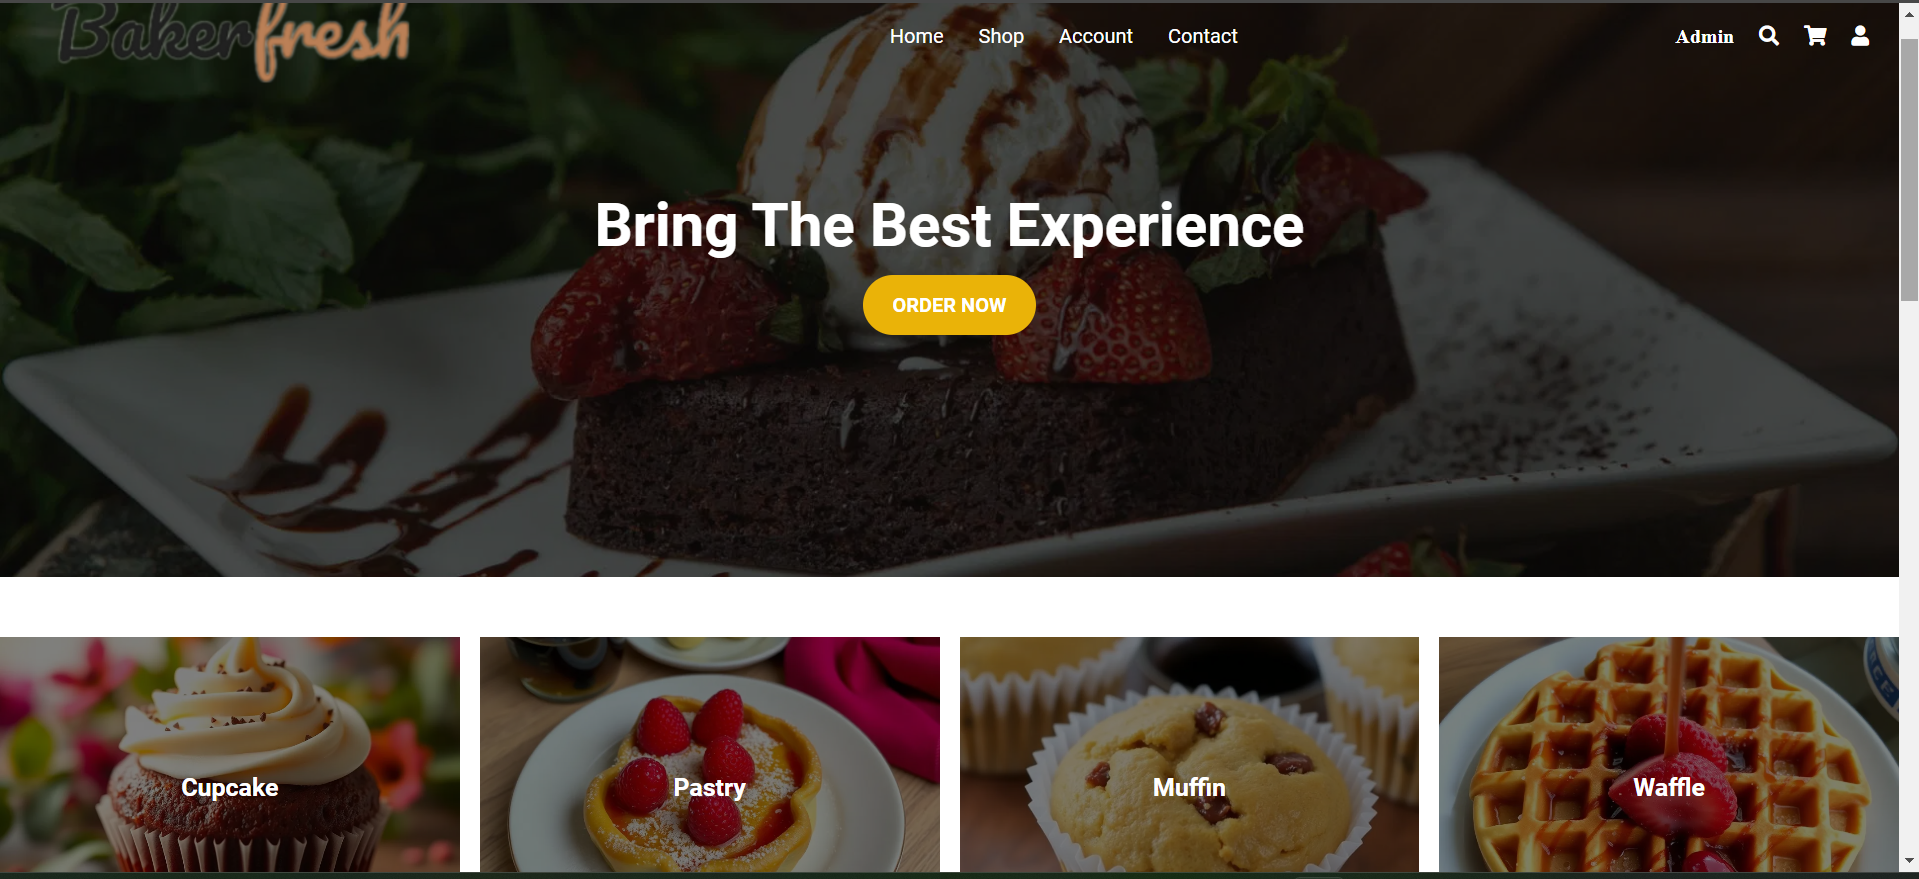 Bakerfresh
Home Shop Account Contact
Admin
Bring The Best Experience
ORDER NOW
Cupcake
Pastry
Muffin
Waffle